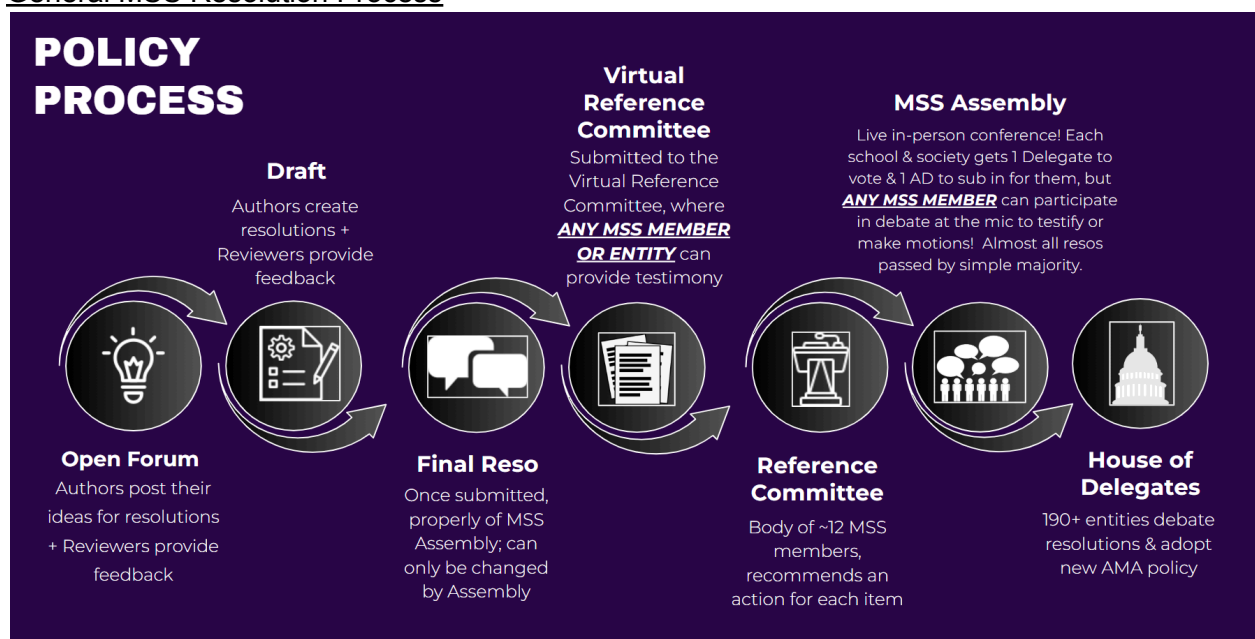 General MSS Resolution Process
POLICY
PROCESS
Draft
Authors create
resolutions +
Reviewers provide
feedback
Virtual
Reference
Committee
Submitted to the
Virtual Reference
Committee, where
ANY MSS MEMBER
OR ENTITY can
provide testimony
MSS Assembly
Live in-person conference! Each
school & society gets 1 Delegate to
vote & 1 AD to sub in for them, but
ANY MSS MEMBER can participate
in debate at the mic to testify or
make motions! Almost all resos
passed by simple majority.
Open Forum
Authors post their
ideas for resolutions
+ Reviewers provide
feedback
Final Reso
Once submitted,
properly of MSS
Assembly; can
only be changed
by Assembly
Reference
Committee
Body of ~12 MSS
members,
recommends an
action for each item
House of
Delegates
190+ entities debate
resolutions & adopt
new AMA policy